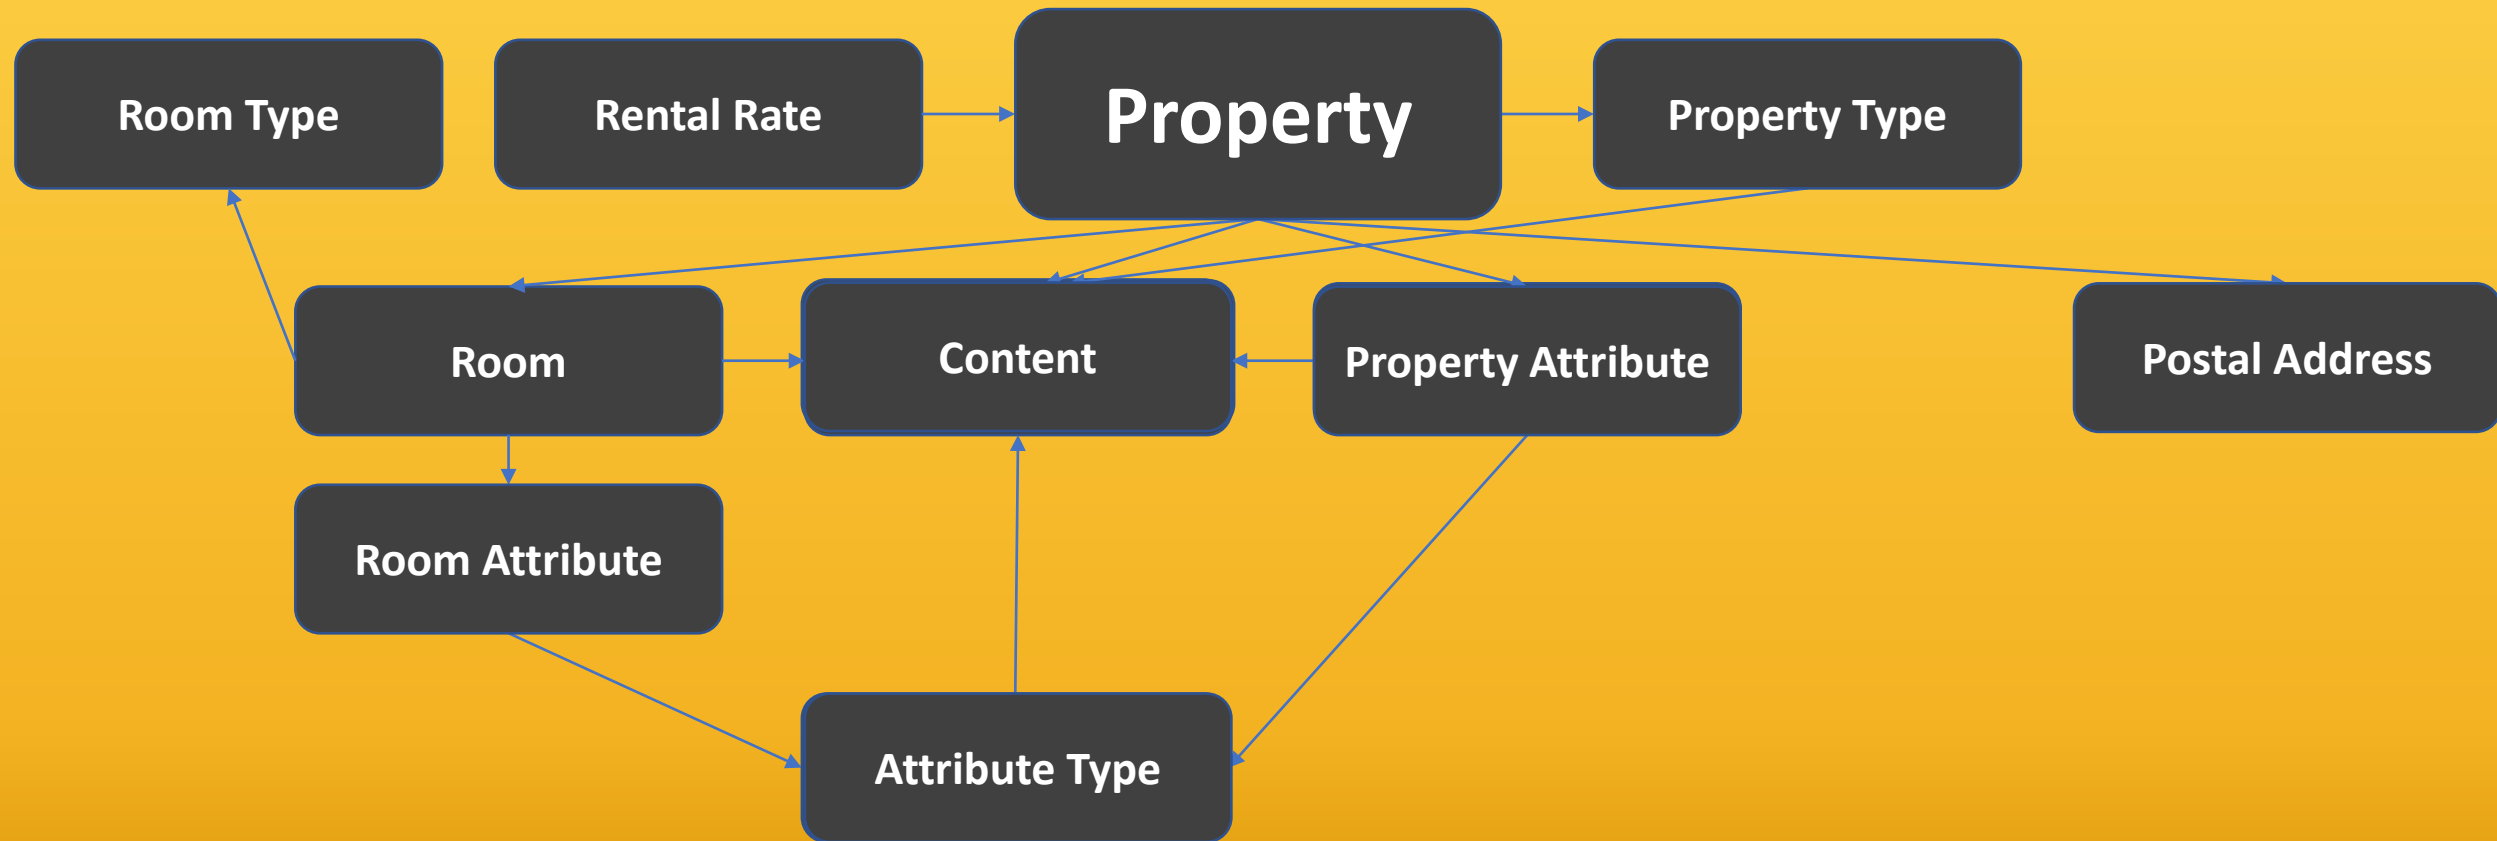 Room Type
Rental Rate
Property
Property Type
Room
Content
Property Attribute
Postal Address
Room Attribute
Attribute Type